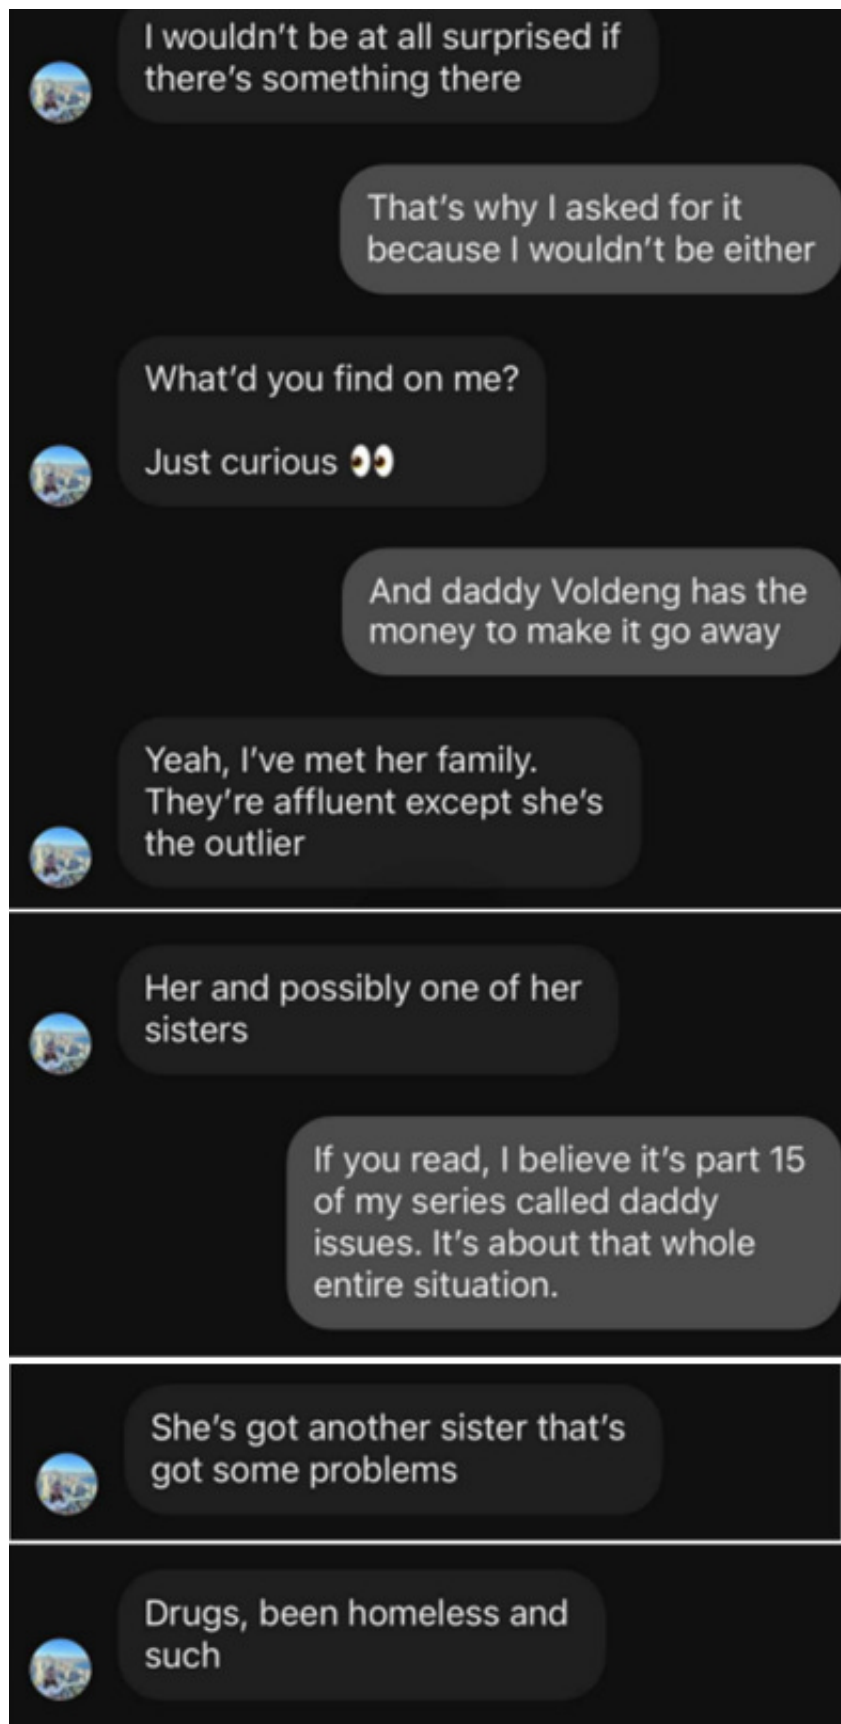 I wouldn't be at all surprised if
there's something there
That's why I asked for it
because I wouldn't be either
What'd you find on me?
Just curious 👀
And daddy Voldeng has the
money to make it go away
Yeah, I've met her family.
They're affluent except she's
the outlier
Her and possibly one of her
sisters
If you read, I believe it's part 15
of my series called daddy
issues. It's about that whole
entire situation.
She's got another sister that's
got some problems
Drugs, been homeless and
such